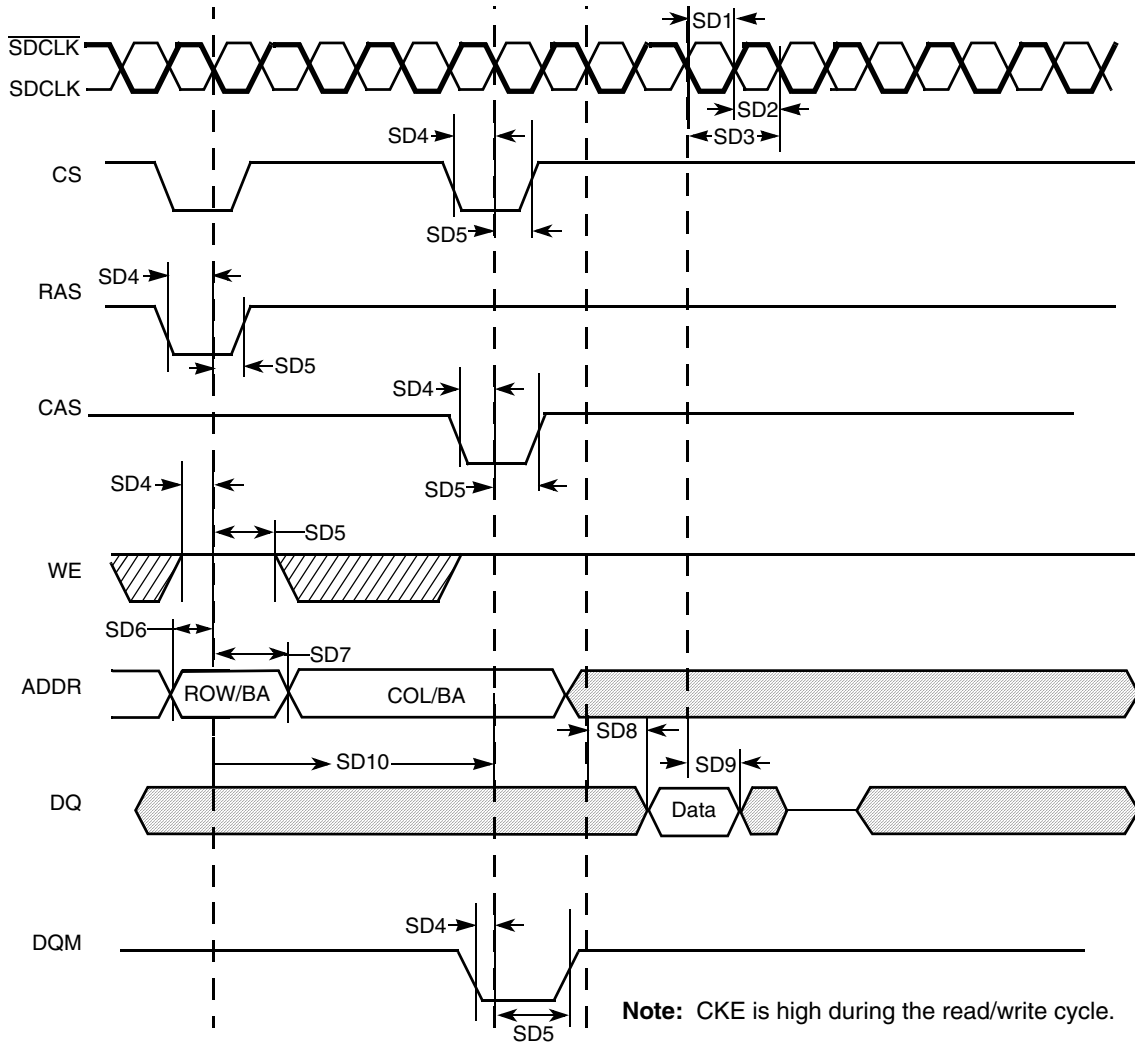 SD1
SDCLK
SDCLK
SD2
SD4
SD3
CS
SD5
SD4
RAS
SD5
SD4
CAS
SD4
SD5
SD5
WE
SD6
SD7
ADDR
ROW/BA
COL/BA
SD8
SD10
SD9
DQ
Data
SD4
DQM
Note: CKE is high during the read/write cycle.
SD5